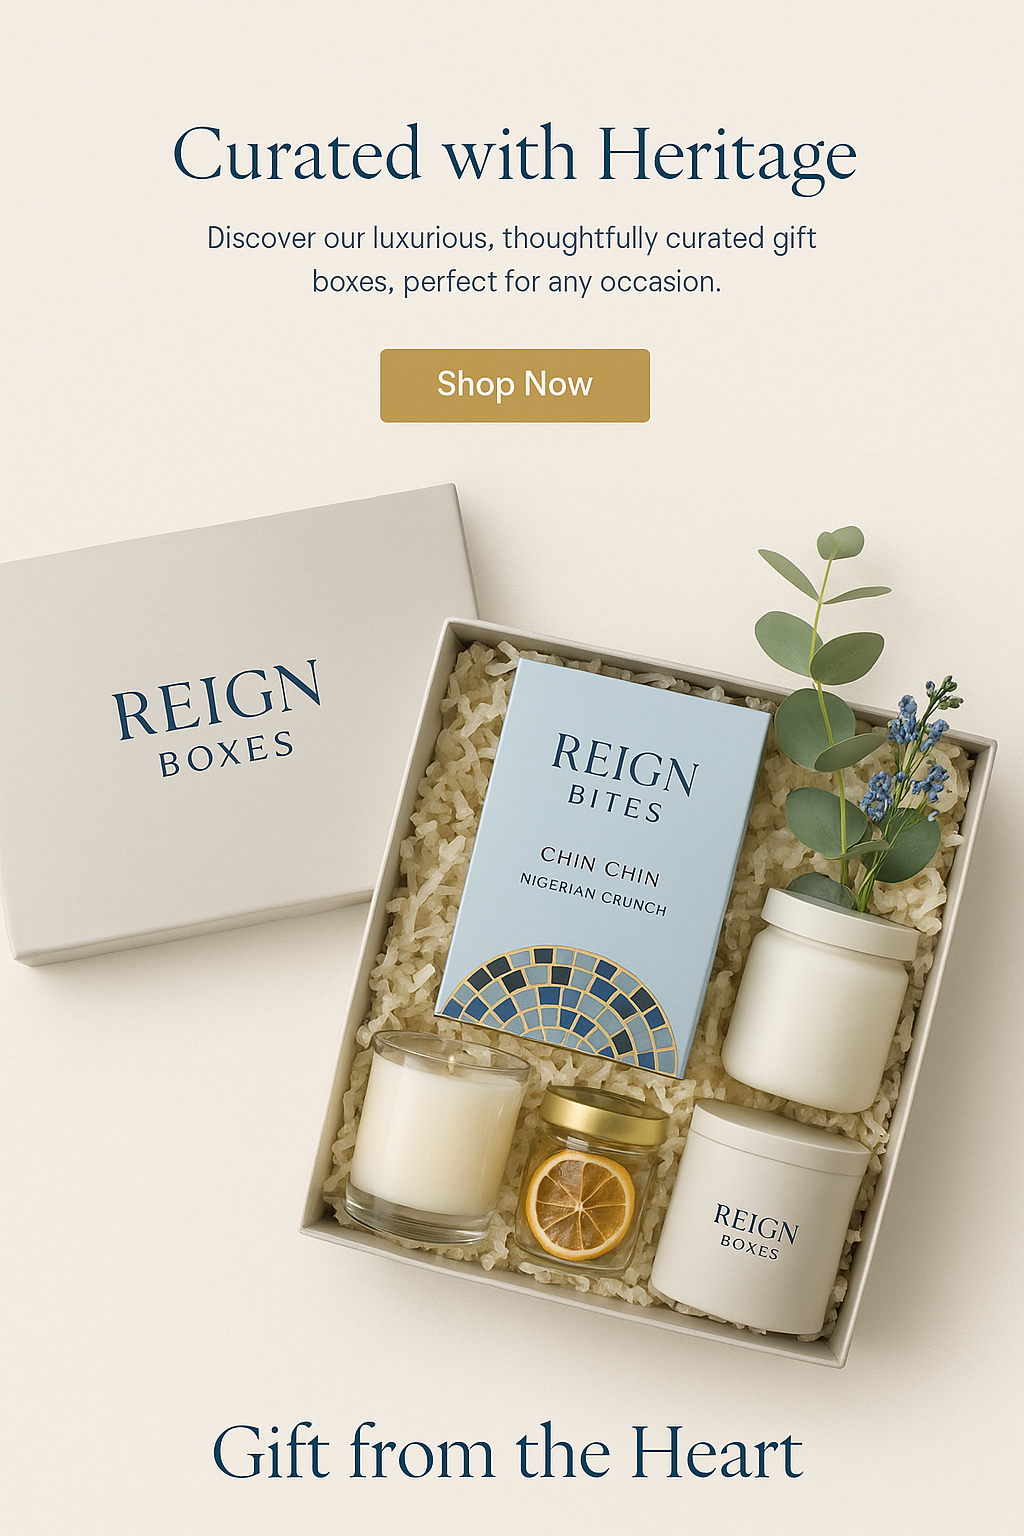 Curated with Heritage
Discover our luxurious, thoughtfully curated gift
boxes, perfect for any occasion.
Shop Now
REIGN
BOXES
REIGN
BITES
CHIN CHIN
NIGERIAN CRUNCH
REIGN
BOXES
Gift from the Heart